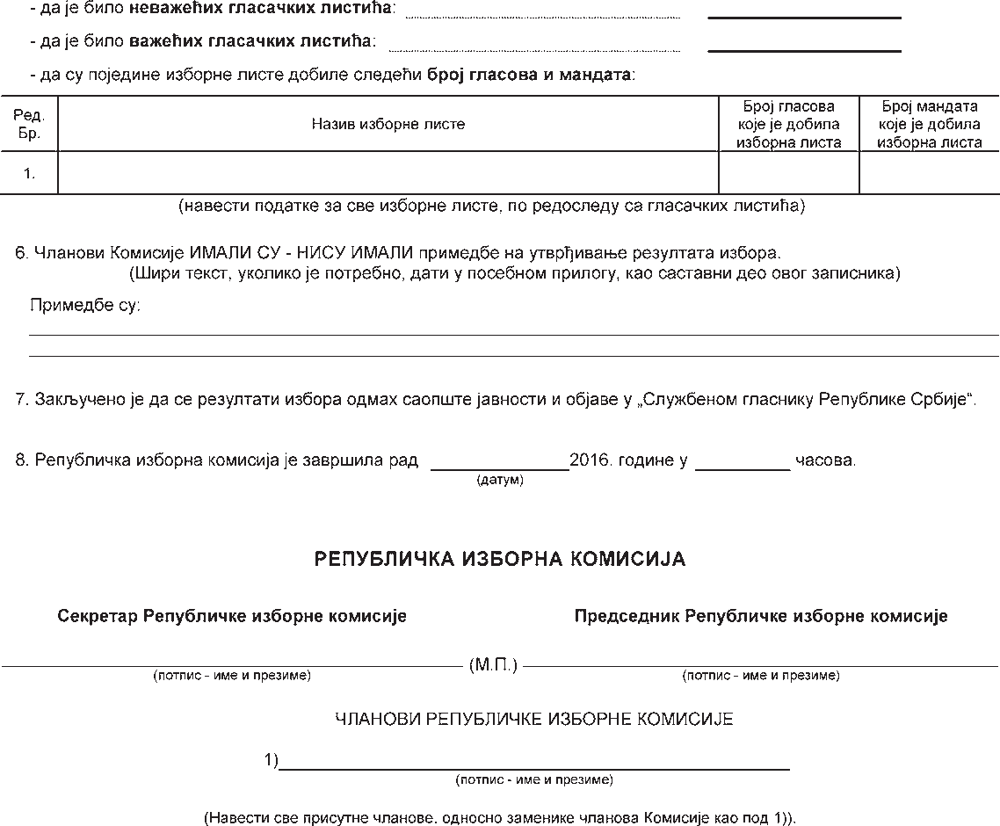 - да је било неважећих гласачких листића:
- да је било важећих гласачких листића:
- да су поједине изборне листе добиле следећи број гласова и мандата:
Ред. Бр. Назив изборне листе Број гласова које је добила изборна листа Број мандата које је добила изборна листа
1.
(навести податке за све изборне листе, по редоследу са гласачких листића)
6. Чланови Комисије ИМАЛИ СУ - НИСУ ИМАЛИ примедбе на утврђивање резултата избора.
(Шири текст, уколико је потребно, дати у посебном прилогу, као саставни део овог записника)
Примедбе су:
7. Закључено је да се резултати избора одмах саопште јавности и објаве у „Службеном гласнику Републике Србије“.
8. Републичка изборна комисија је завршила рад 2016. године у часова.
(датум)
РЕПУБЛИЧКА ИЗБОРНА КОМИСИЈА
Секретар Републичке изборне комисије Председник Републичке изборне комисије
(М.П.)
(потпис - име и презиме) (потпис - име и презиме)
ЧЛАНОВИ РЕПУБЛИЧКЕ ИЗБОРНЕ КОМИСИЈЕ
1)
(потпис - име и презиме)
(Навести све присутне чланове, односно заменике чланова Комисије као под 1)).